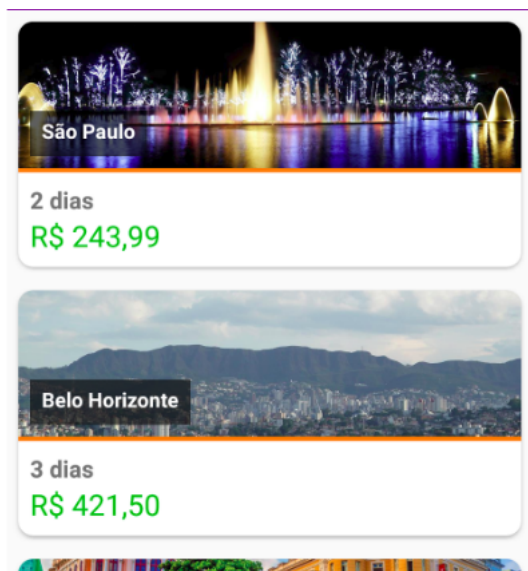 São Paulo
2 dias
R$ 243,99
Belo Horizonte
3 dias
R$ 421,50